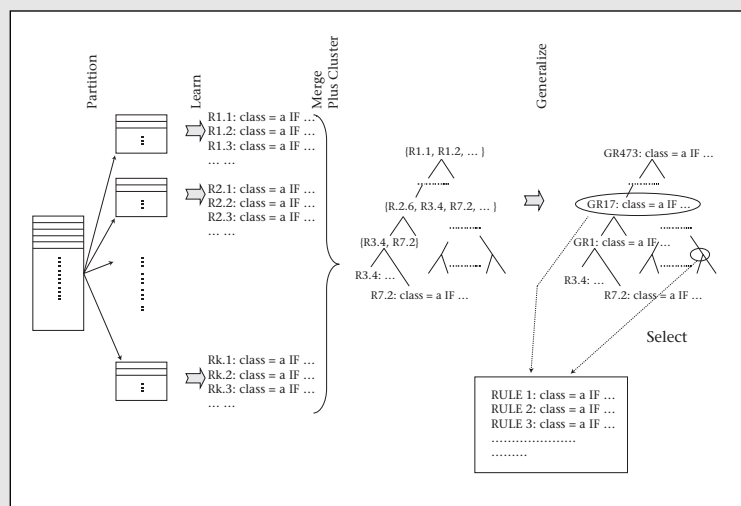 Partition
Learn
Merge
Plus Cluster
Generalize
R1.1: class = a IF ...
R1.2: class = a IF ...
R1.3: class = a IF ...
... ...
R2.1: class = a IF ...
R2.2: class = a IF ...
R2.3: class = a IF ...
... ...
Rk.1: class = a IF ...
Rk.2: class = a IF ...
Rk.3: class = a IF ...
... ...
{R1.1, R1.2, ... }
{R.2.6, R3.4, R7.2, ... }
{R3.4, R7.2}
R3.4: ...
R7.2: class = a IF ...
GR473: class = a IF ...
GR17: class = a IF ...
GR1: class = a IF ...
R3.4: ...
R7.2: class = a IF ...
Select
RULE 1: class = a IF ...
RULE 2: class = a IF ...
RULE 3: class = a IF ...
.....................
.........